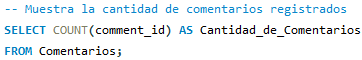 -- Muestra la cantidad de comentarios registrados
SELECT COUNT(comment_id) AS Cantidad_de_Comentarios
FROM Comentarios;